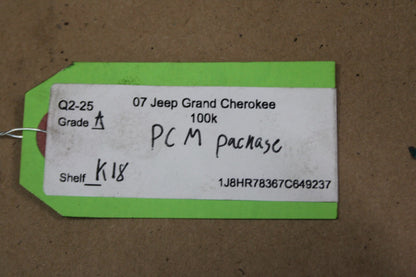 Q2-25 07 Jeep Grand Cherokee
Grade A 100k
PCM package
Shelf K18 1J8HR78367C649237